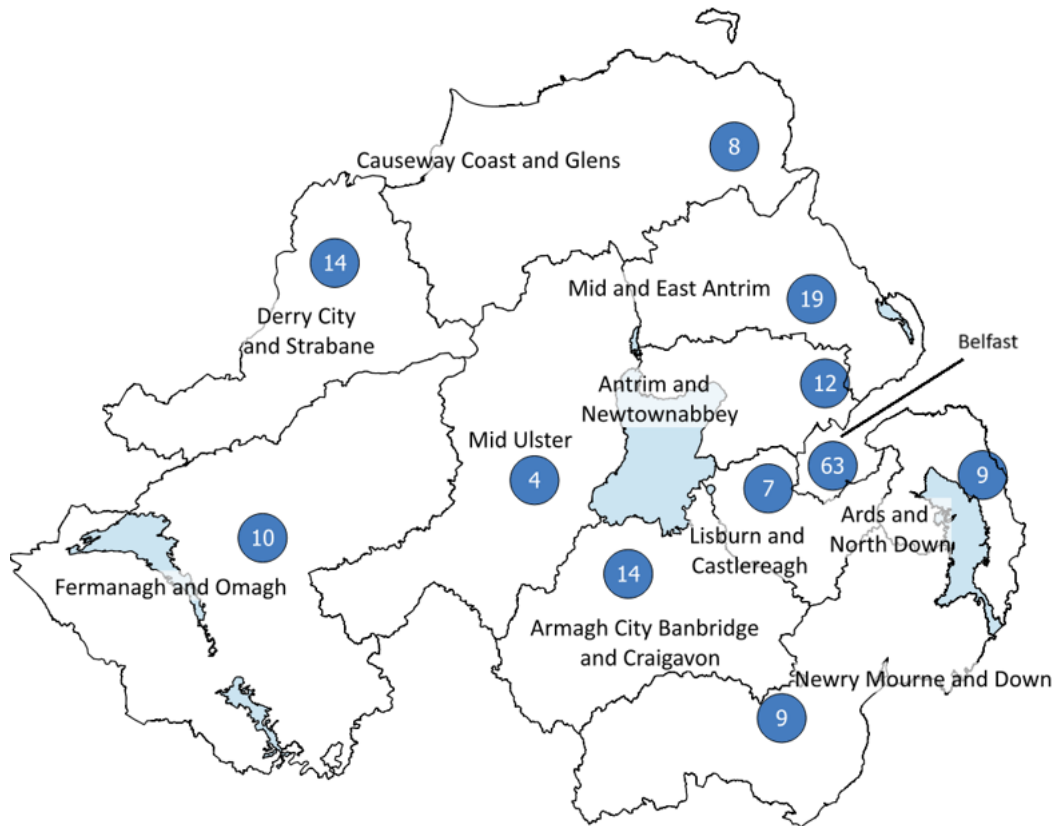 8
Causeway Coast and Glens
14
Derry City
and Strabane
Mid and East Antrim
19
Belfast
12
Antrim and
Newtownabbey
Mid Ulster
4
63
7
9
Ards and
North Down
Lisburn and
Castlereagh
10
Fermanagh and Omagh
14
Armagh City Banbridge
and Craigavon
Newry Mourne and Down
9